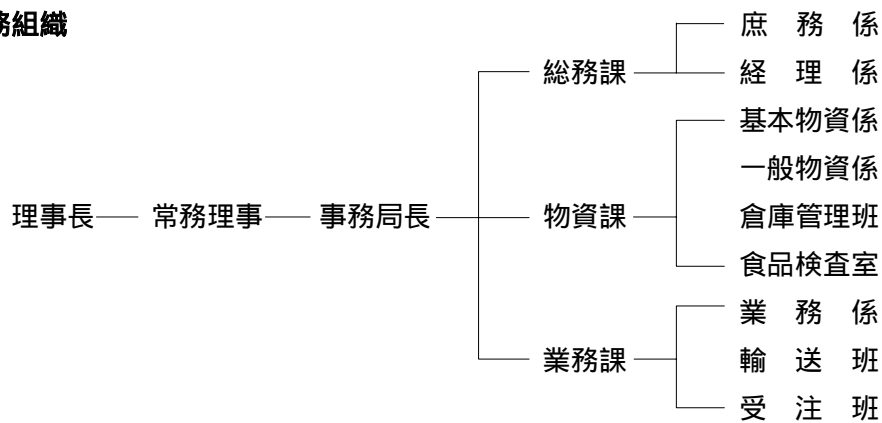 務組織
庶 務 係
総務課
経 理 係
基本物資係
一般物資係
理事長 常務理事 事務局長 物資課 倉庫管理班
食品検査室
業 務 係
業務課 輸 送 班
受 注 班